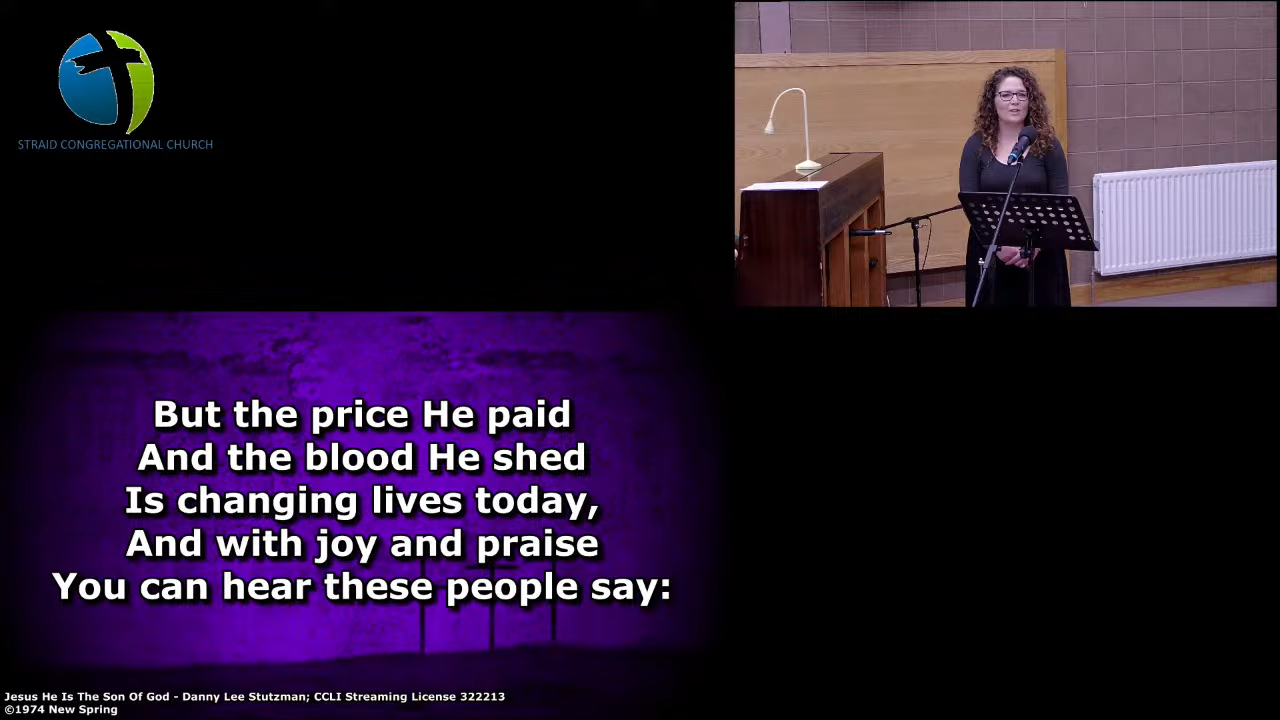 STRAID CONGREGATIONAL CHURCH
But the price He paid
And the blood He shed
Is changing lives today,
And with joy and praise
You can hear these people say:
Jesus He Is The Son Of God - Danny Lee Stutzman; CCLI Streaming License 322213
©1974 New Spring